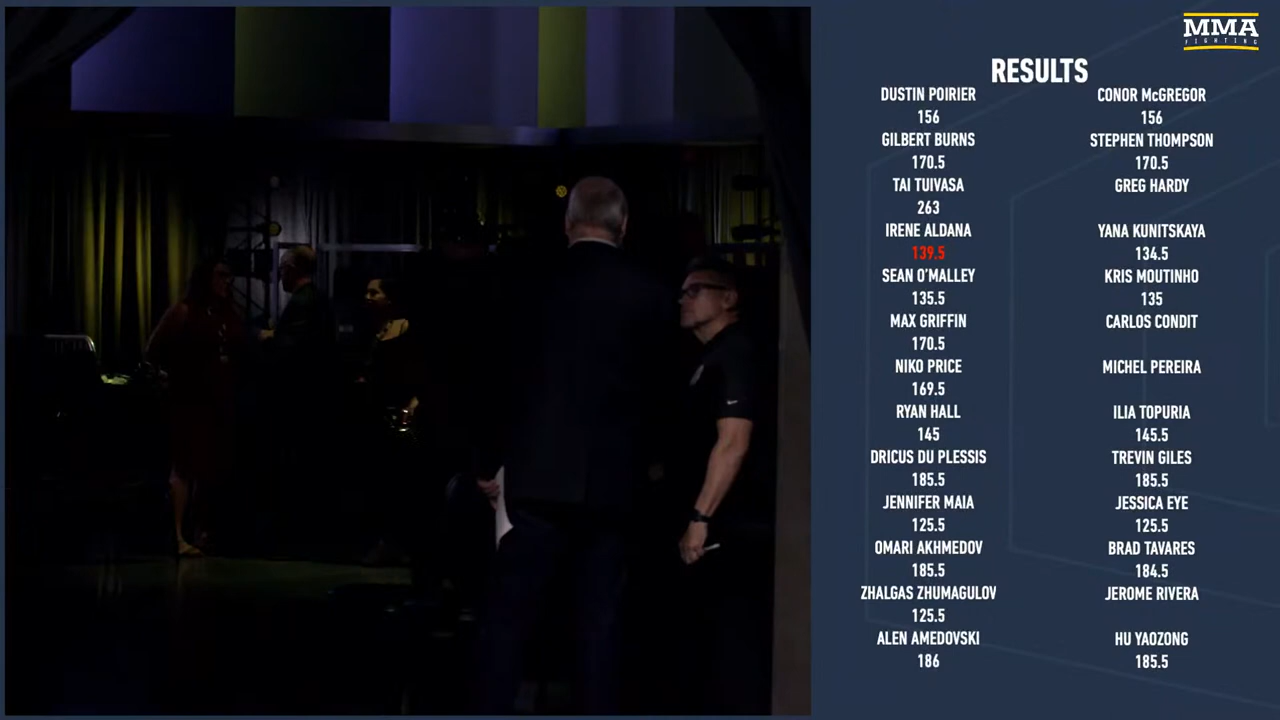 MMA
FIGHTING
RESULTS
DUSTIN POIRIER CONOR McGREGOR
156 156
GILBERT BURNS STEPHEN THOMPSON
170.5 170.5
TAI TUIVASA GREG HARDY
263
IRENE ALDANA YANA KUNITSKAYA
139.5 134.5
SEAN O'MALLEY KRIS MOUTINHO
135.5 135
MAX GRIFFIN CARLOS CONDIT
170.5
NIKO PRICE MICHEL PEREIRA
169.5
RYAN HALL ILIA TOPURIA
145 145.5
DRICUS DU PLESSIS TREVIN GILES
185.5 185.5
JENNIFER MAIA JESSICA EYE
125.5 125.5
OMARI AKHMEDOV BRAD TAVARES
185.5 184.5
ZHALGAS ZHUMAGULOV JEROME RIVERA
125.5
ALEN AMEDOVSKI HU YAOZONG
186 185.5